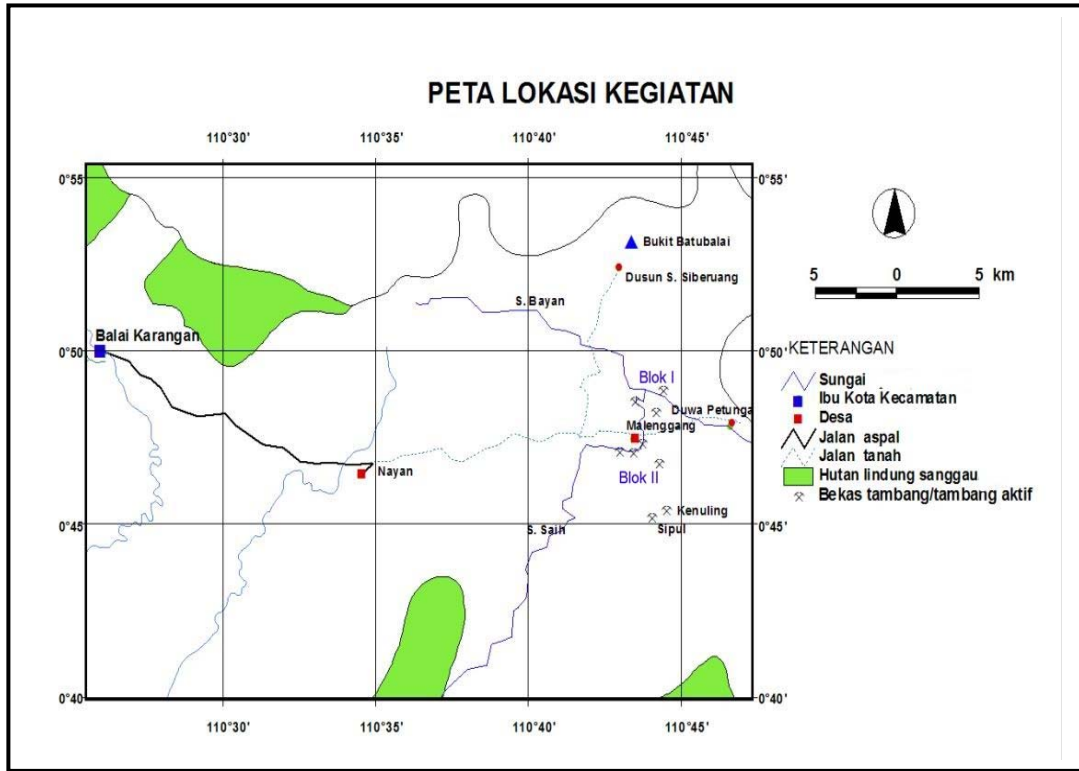 PETA LOKASI KEGIATAN
110°30' 110°35' 110°40' 110°45'
0°55' 0°55'
Bukit Batubalai
Dusun S. Siberuang
5 0 5 km
S. Bayan
Balai Karangan
0°50' 0°50'
KETERANGAN
Blok I
Sungai
Ibu Kota Kecamatan
Duwa Petunga
Desa
Malenggang
Jalan aspal
Jalan tanah
Nayan
Blok II
Hutan lindung sanggau
Bekas tambang/tambang aktif
Kenuling
0°45' 0°45'
S. Saih
Sipul
0°40' 0°40'
110°30' 110°35' 110°40' 110°45'